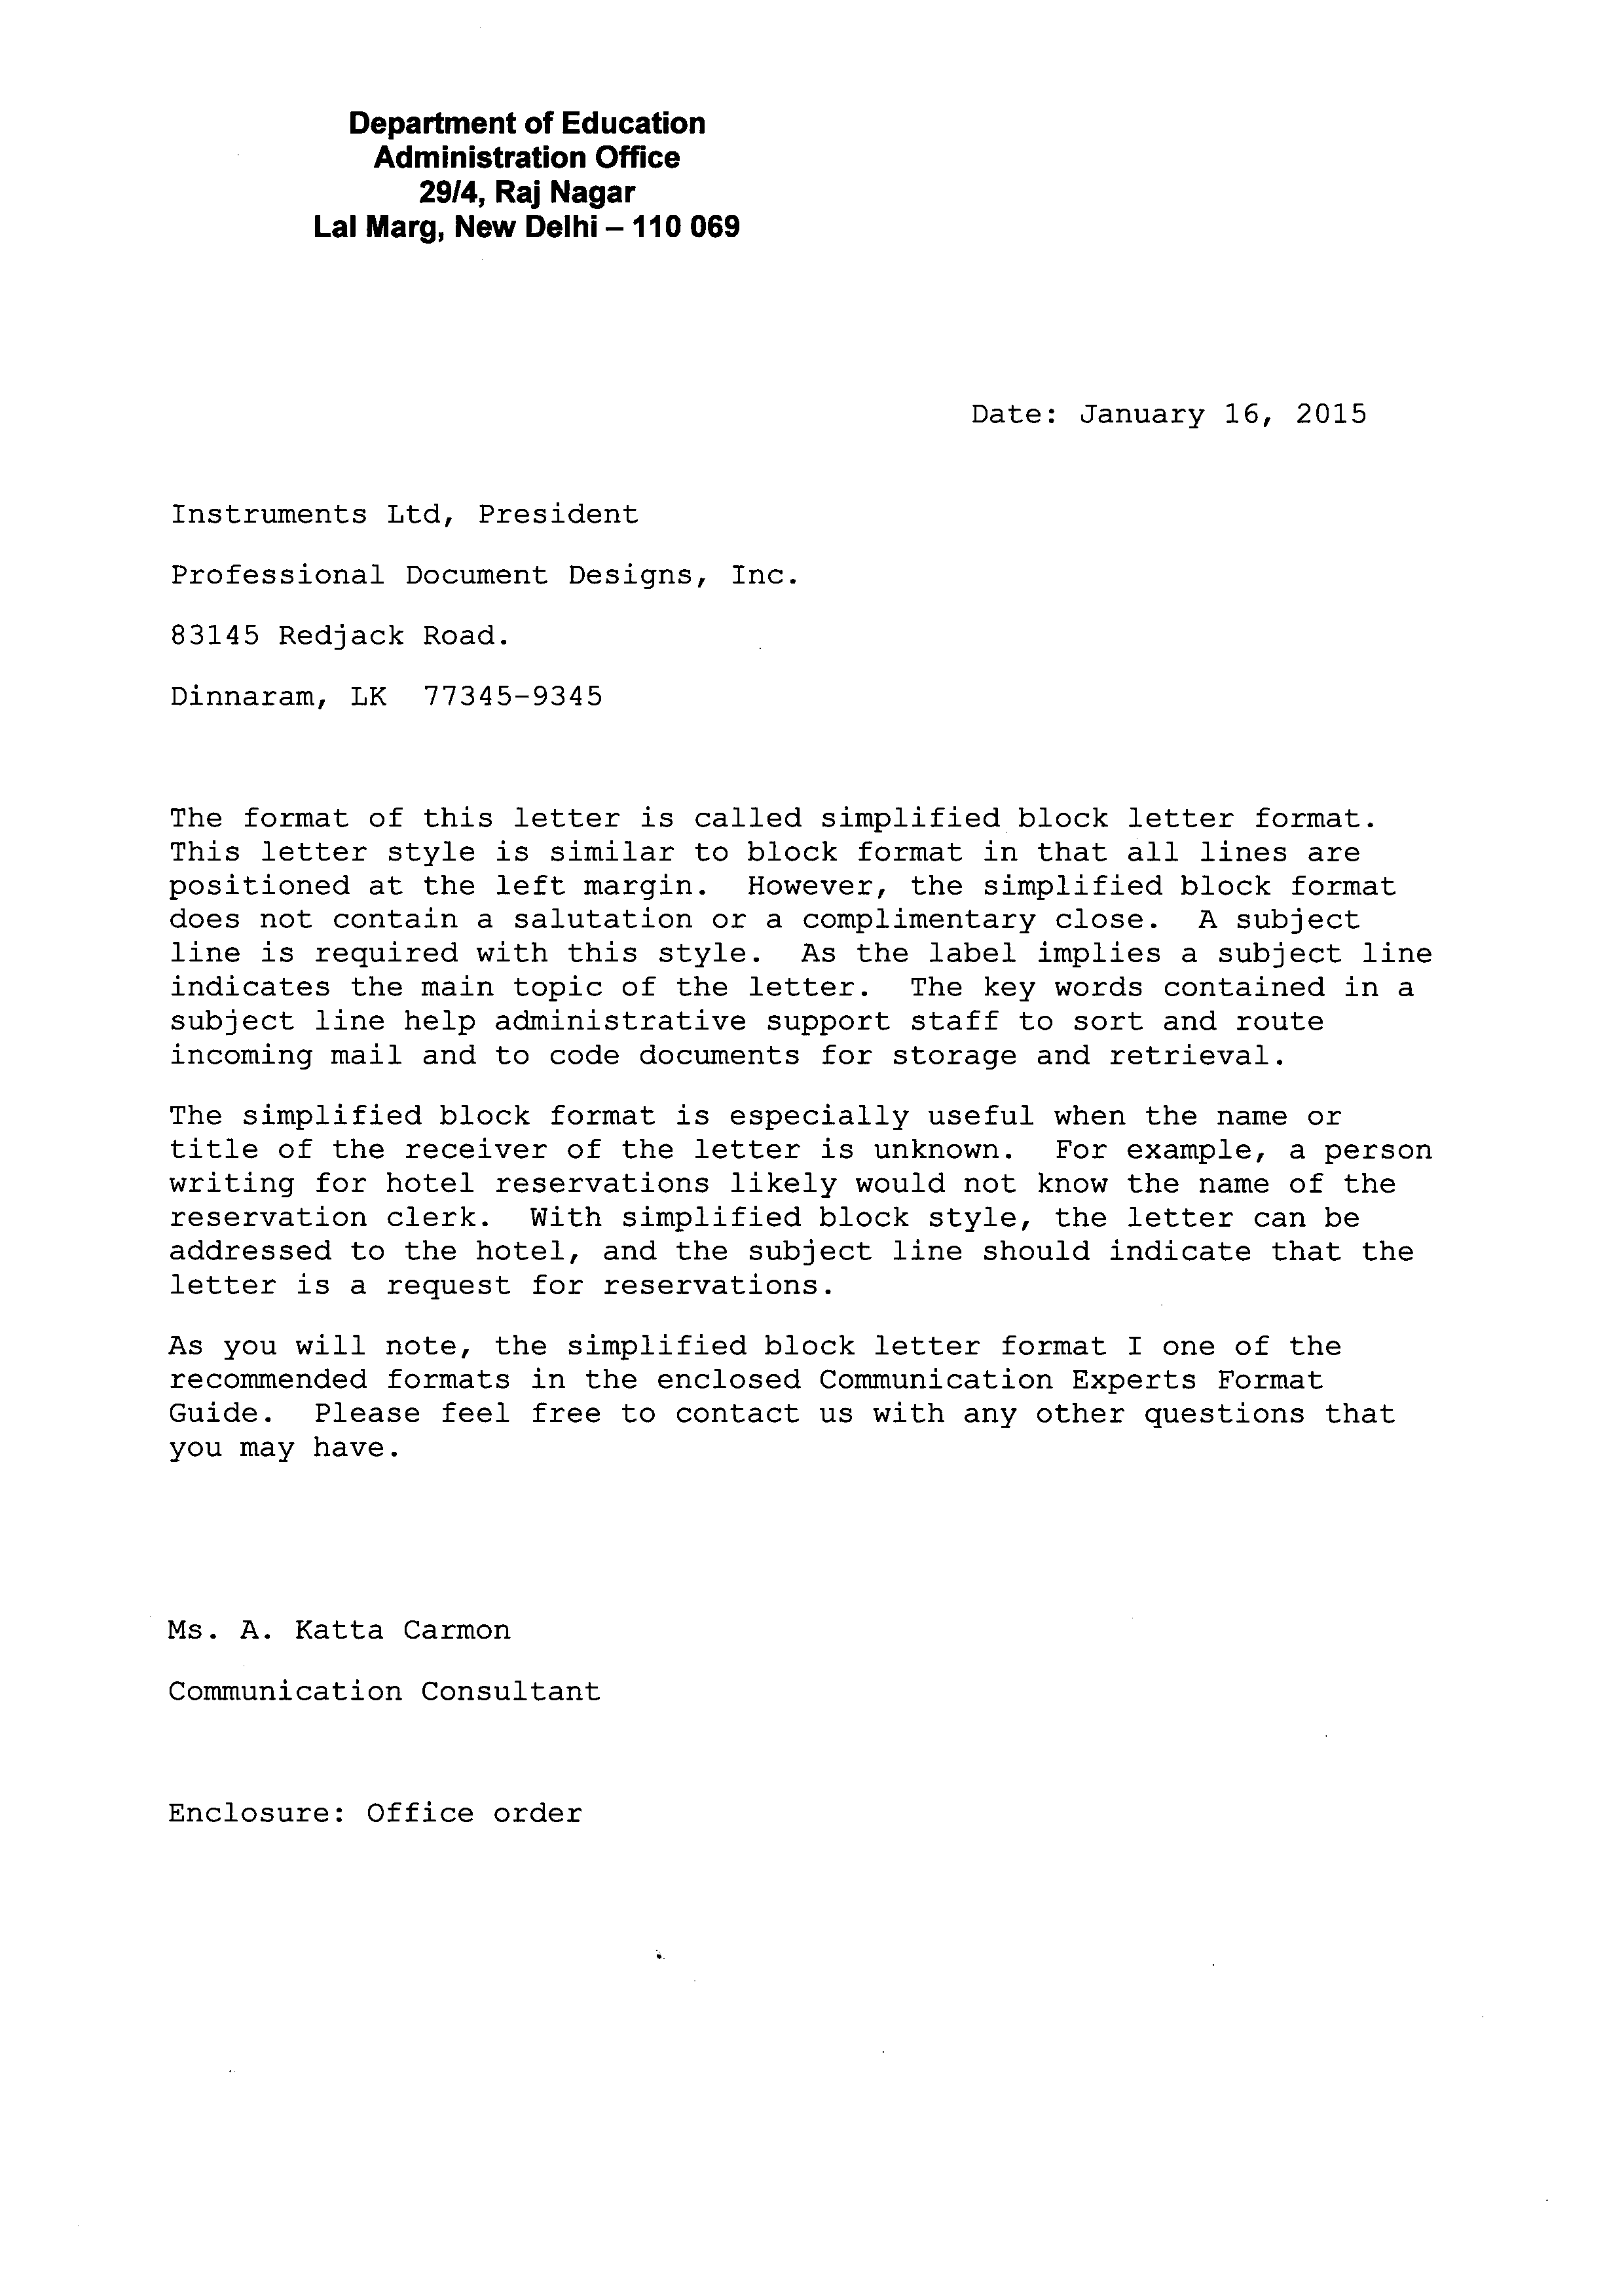 Department of Education
Administration Office
29/4, Raj Nagar
Lal Marg, New Delhi – 110 069
Date: January 16, 2015
Instruments Ltd, President
Professional Document Designs, Inc.
83145 Redjack Road.
Dinnaram, LK  77345-9345
The format of this letter is called simplified block letter format.
This letter style is similar to block format in that all lines are
positioned at the left margin.  However, the simplified block format
does not contain a salutation or a complimentary close.  A subject
line is required with this style.  As the label implies a subject line
indicates the main topic of the letter.  The key words contained in a
subject line help administrative support staff to sort and route
incoming mail and to code documents for storage and retrieval.
The simplified block format is especially useful when the name or
title of the receiver of the letter is unknown.  For example, a person
writing for hotel reservations likely would not know the name of the
reservation clerk.  With simplified block style, the letter can be
addressed to the hotel, and the subject line should indicate that the
letter is a request for reservations.
As you will note, the simplified block letter format I one of the
recommended formats in the enclosed Communication Experts Format
Guide.  Please feel free to contact us with any other questions that
you may have.
Ms. A. Katta Carmon
Communication Consultant
Enclosure: Office order